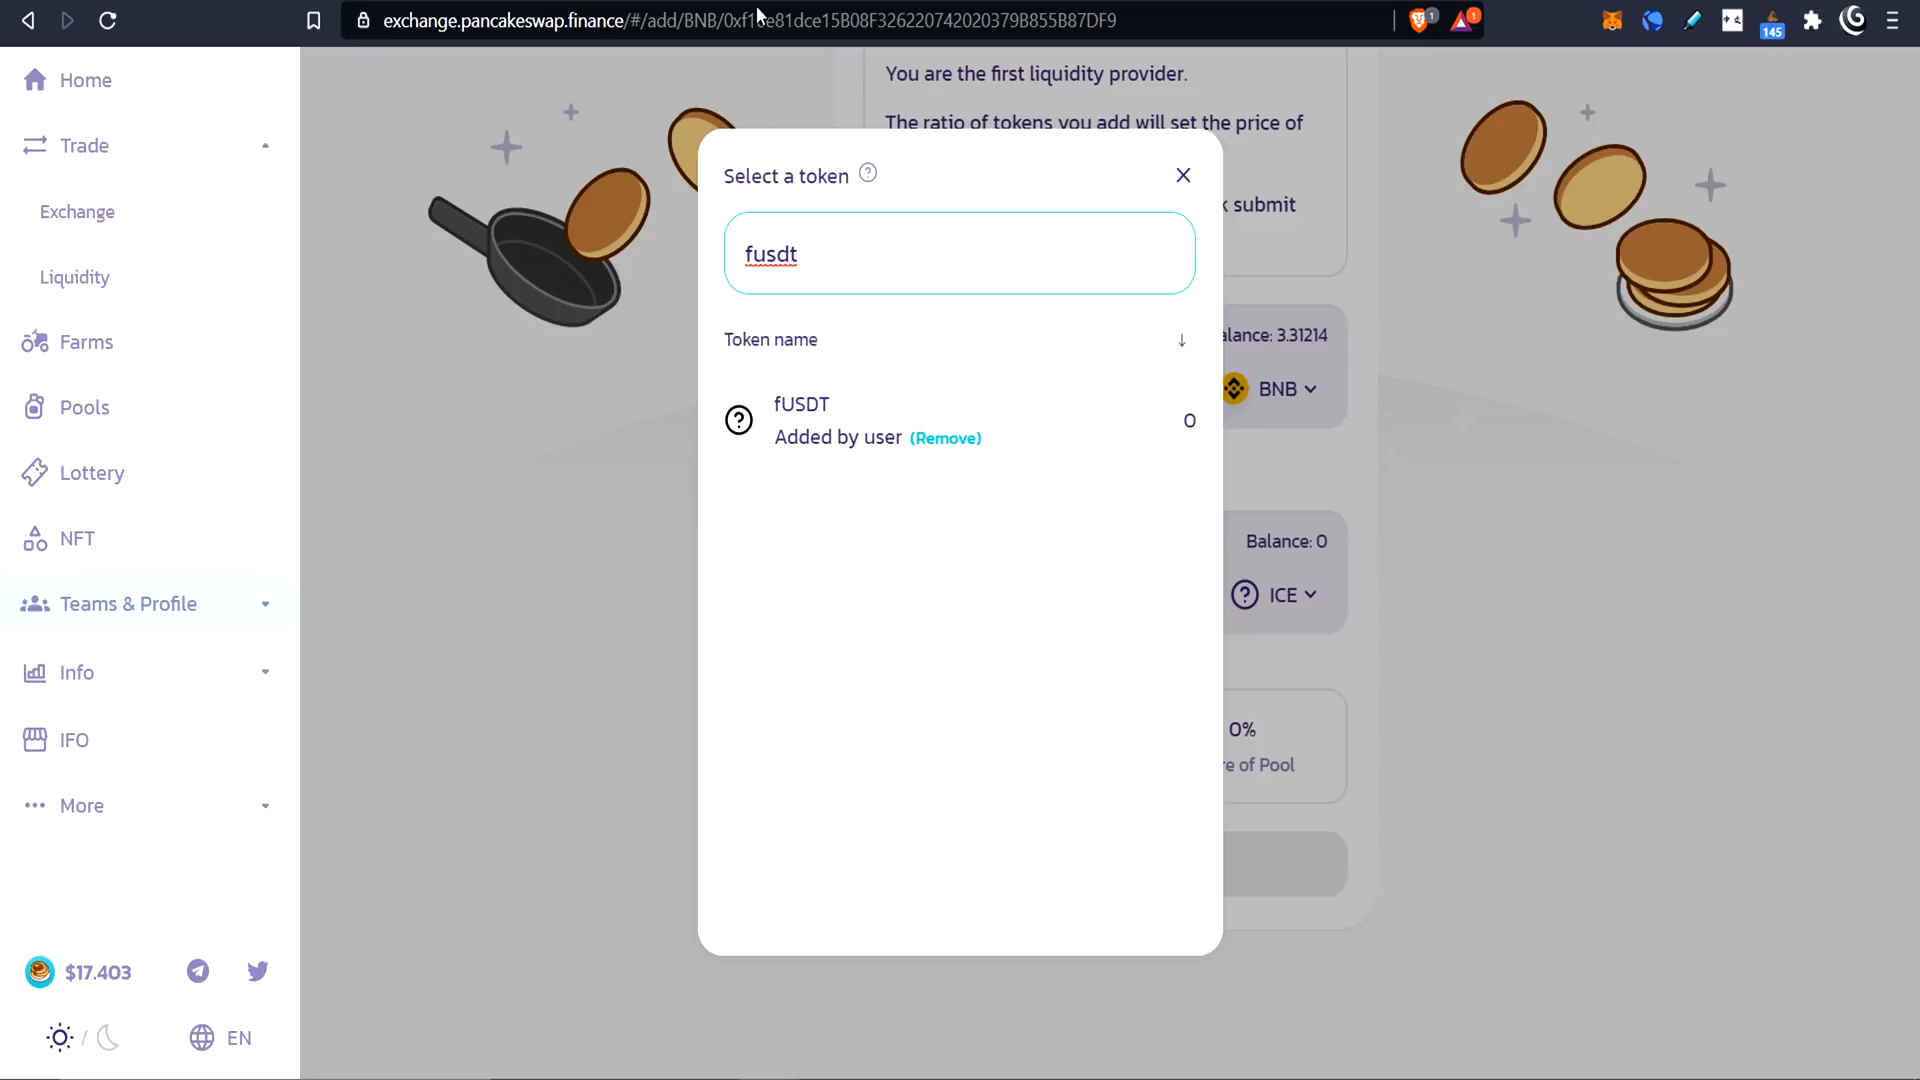 exchange.pancakeswap.finance/#/add/BNB/
1
1
145
Home
Trade
Exchange
Liquidity
Farms
Pools
Lottery
NFT
Teams & Profile
Info
IFO
More
$17.403
/
EN
You are the first liquidity provider.
The ratio of tokens you add will set the price of
submit
Select a token
fusdt
Token name
fUSDT
Added by user (Remove)
0
alance: 3.31214
BNB
Balance: 0
ICE
0%
e of Pool